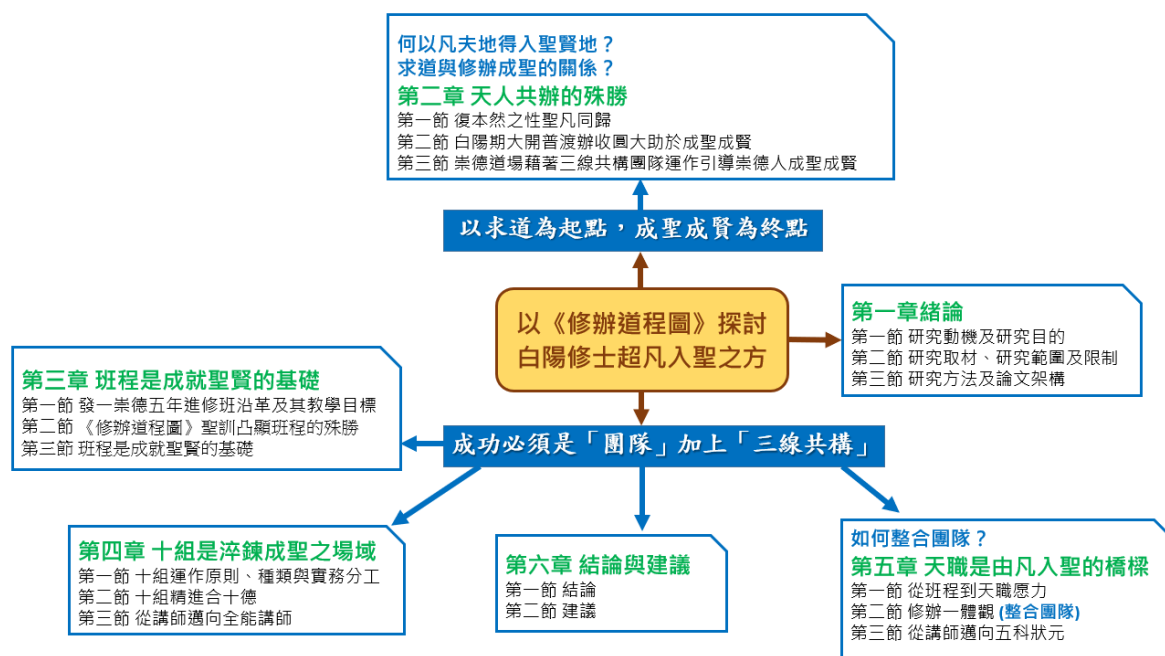 何以凡夫地得入聖賢地？
求道與修辦成聖的關係？
第二章 天人共辦的殊勝
第一節 復本然之性聖凡同歸
第二節 白陽期大開普渡辦收圓大助於成聖成賢
第三節 崇德道場藉著三線共構團隊運作引導崇德人成聖成賢
以求道為起點，成聖成賢為終點
以《修辦道程圖》探討
白陽修士超凡入聖之方
第一章緒論
第一節 研究動機及研究目的
第二節 研究取材、研究範圍及限制
第三節 研究方法及論文架構
第三章 班程是成就聖賢的基礎
第一節 發一崇德五年進修班沿革及其教學目標
第二節 《修辦道程圖》聖訓凸顯班程的殊勝
第三節 班程是成就聖賢的基礎
成功必須是「團隊」加上「三線共構」
第四章 十組是淬鍊成聖之場域
第一節 十組運作原則、種類與實務分工
第二節 十組精進合十德
第三節 從講師邁向全能講師
第六章 結論與建議
第一節 結論
第二節 建議
如何整合團隊？
第五章 天職是由凡入聖的橋樑
第一節 從班程到天職愿力
第二節 修辦一體觀 (整合團隊)
第三節 從講師邁向五科狀元